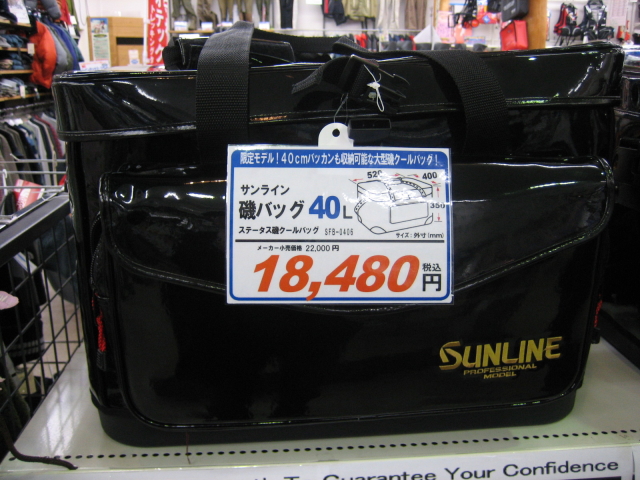 限定モデル!40cmバッカンも収納可能な大型磯クールバッグ!
サンライン
磯バッグ 40L
ステータス磯クールバッグ SFB-0406
520
400
350
サイズ:外寸(mm)
メーカー小売価格 22,000円
18,480 税込 円
SUNLINE
PROFESSIONAL
MODEL
To Guarantee Your Confidence